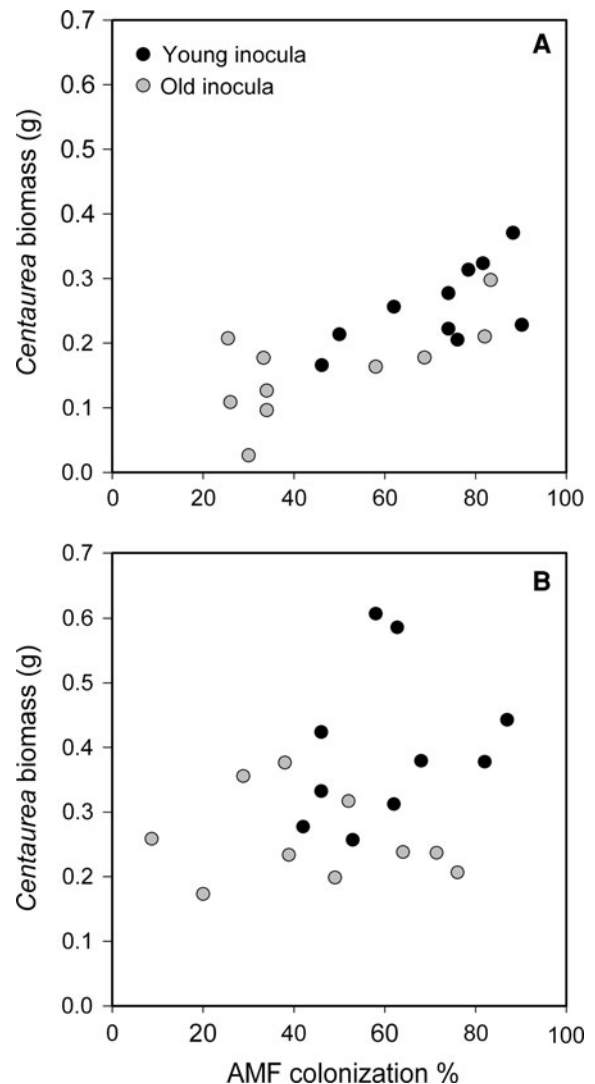 A
Young inocula
Old inocula
Centaurea biomass (g)
0.7
0.6
0.5
0.4
0.3
0.2
0.1
0.0
0 20 40 60 80 100
B
Centaurea biomass (g)
0.7
0.6
0.5
0.4
0.3
0.2
0.1
0.0
0 20 40 60 80 100
AMF colonization %